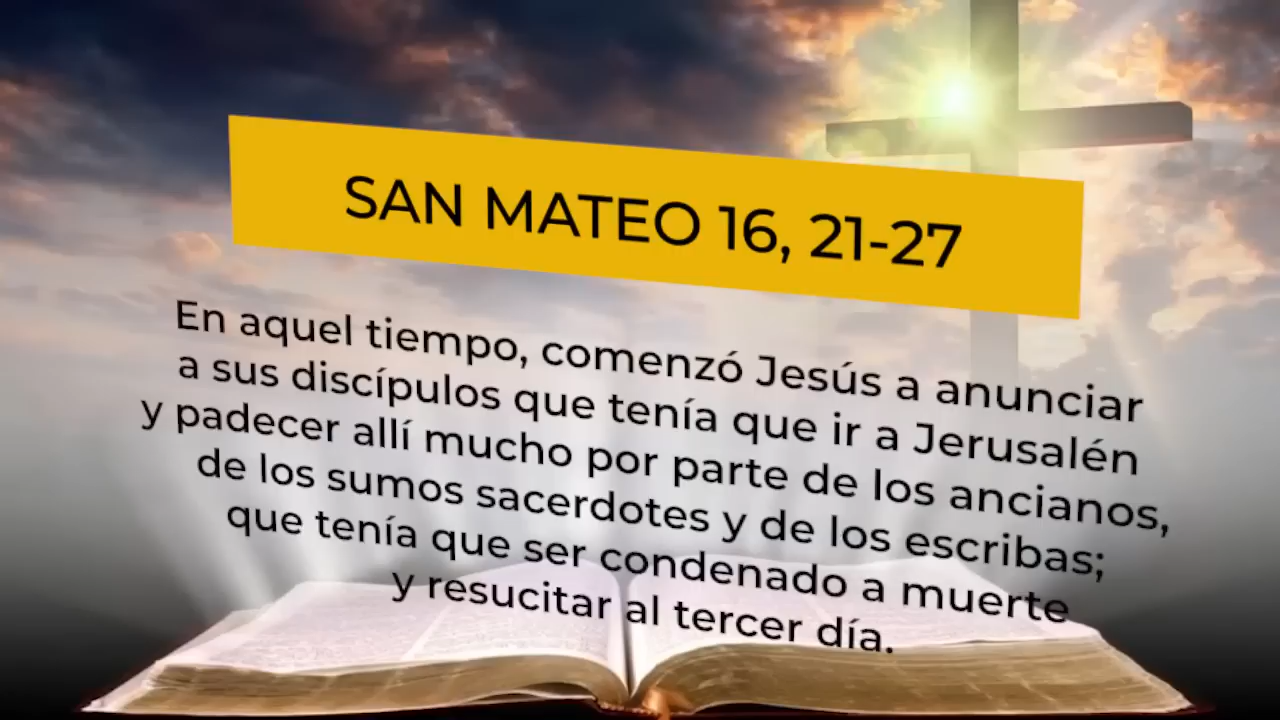 SAN MATEO 16, 21-27
En aquel tiempo, comenzó Jesús a anunciar
a sus discípulos que tenía que ir a Jerusalén
y padecer allí mucho por parte de los ancianos,
de los sumos sacerdotes y de los escribas;
que tenía que ser condenado a muerte
y resucitar al tercer día.